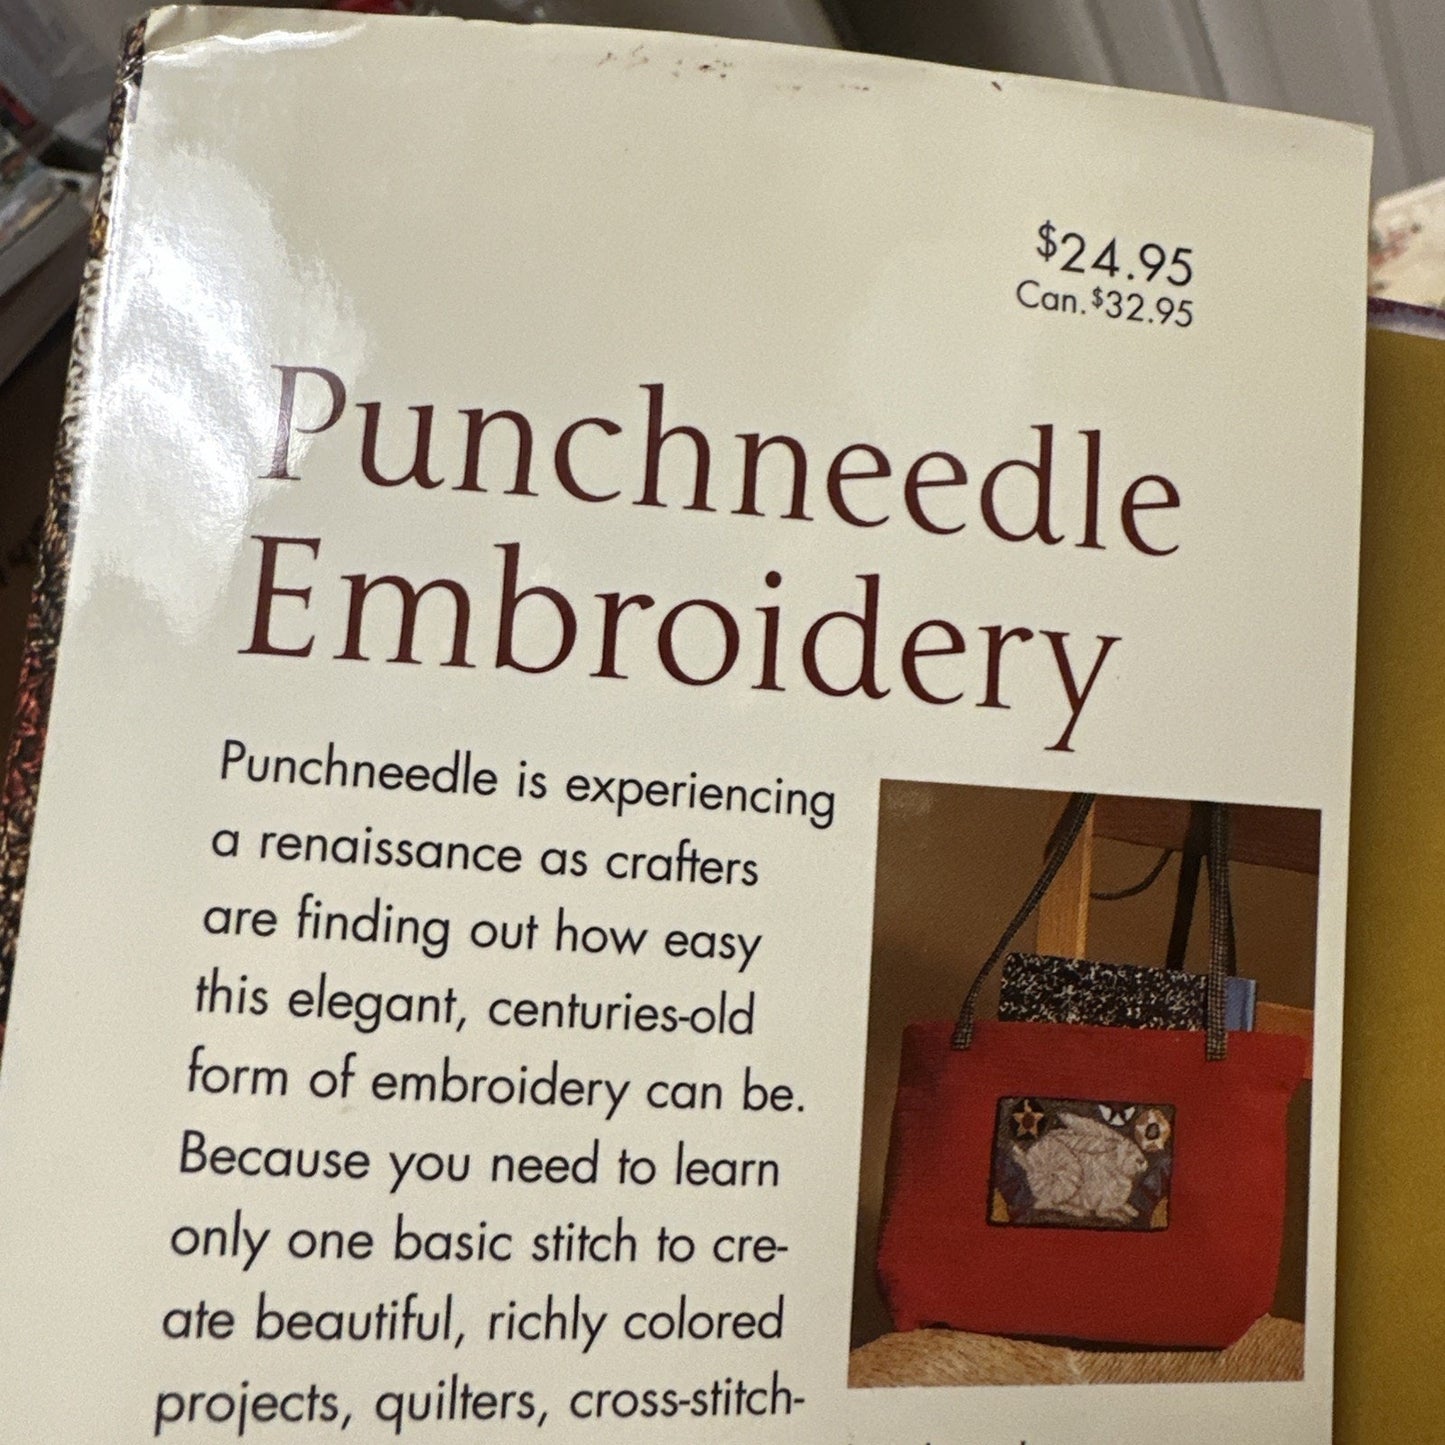 $24.95
Can.$32.95
Punchneedle
Embroidery
Punchneedle is experiencing
a renaissance as crafters
are finding out how easy
this elegant, centuries-old
form of embroidery can be.
Because you need to learn
only one basic stitch to cre-
ate beautiful, richly colored
projects, quilters, cross-stitch-